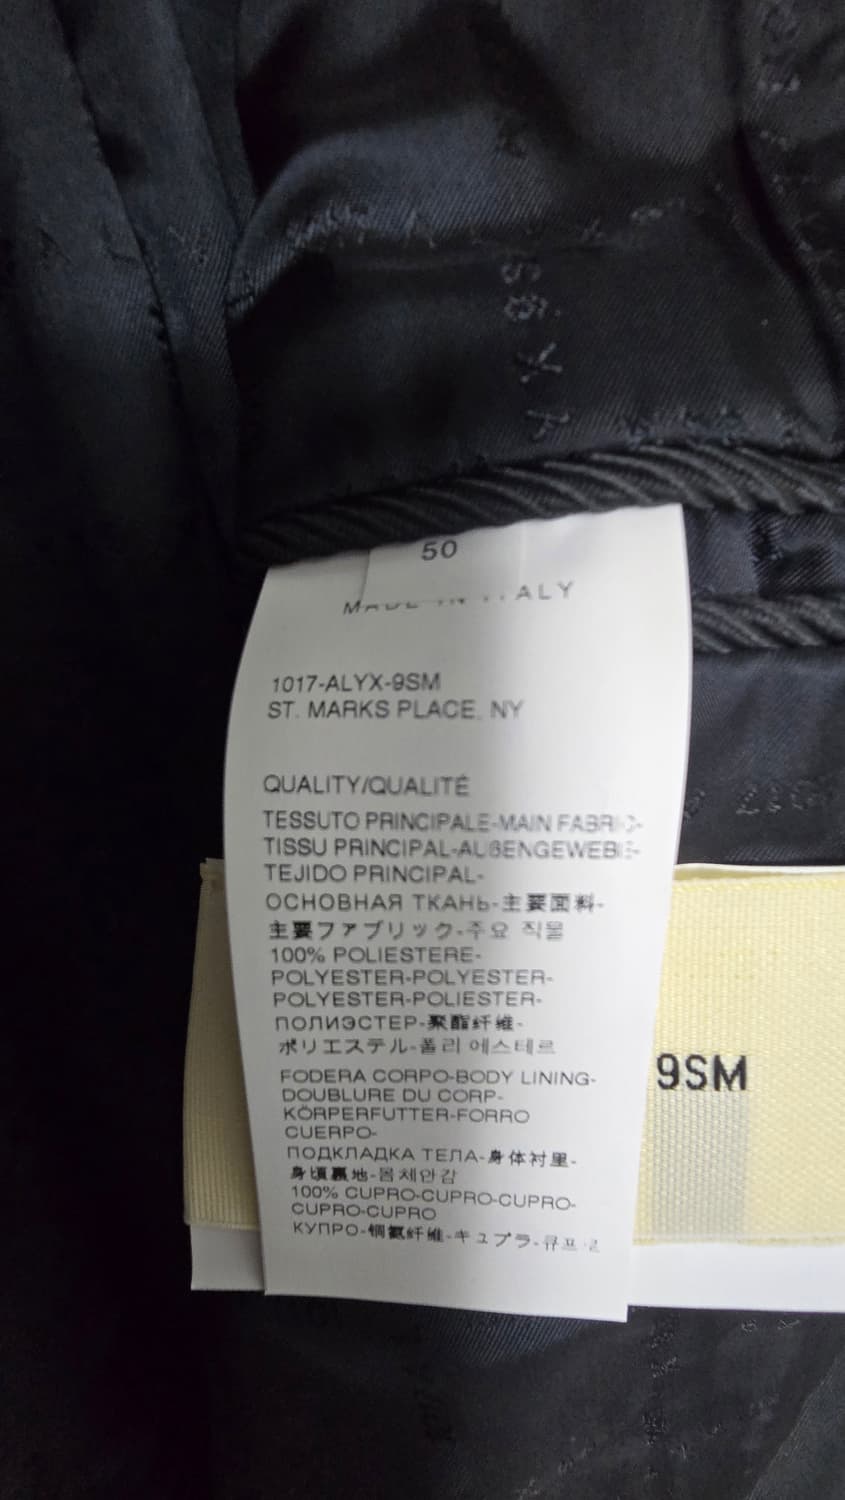 50
MADE IN ITALY
1017-ALYX-9SM
ST. MARKS PLACE, NY
QUALITY/QUALITÉ
TESSUTO PRINCIPALE-MAIN FABRIC-
TISSU PRINCIPAL-AUßENGEWEBE-
TEJIDO PRINCIPAL-
ОСНОВНАЯ ТКАНЬ-主要面料-
主要ファブリック-주요 직물
100% POLIESTERE-
POLYESTER-POLYESTER-
POLYESTER-POLIESTER-
ПОЛИЭСТЕР-聚酯纤维-
ポリエステル-폴리 에스테르
FODERA CORPO-BODY LINING-
DOUBLURE DU CORP-
KÖRPERFUTTER-FORRO
CUERPO-
ПОДКЛАДКА ТЕЛА-身体衬里-
身頃裏地-몸체안감
100% CUPRO-CUPRO-CUPRO-
CUPRO-CUPRO
КУПРО-铜氨纤维-キュプラ-큐프라
9SM